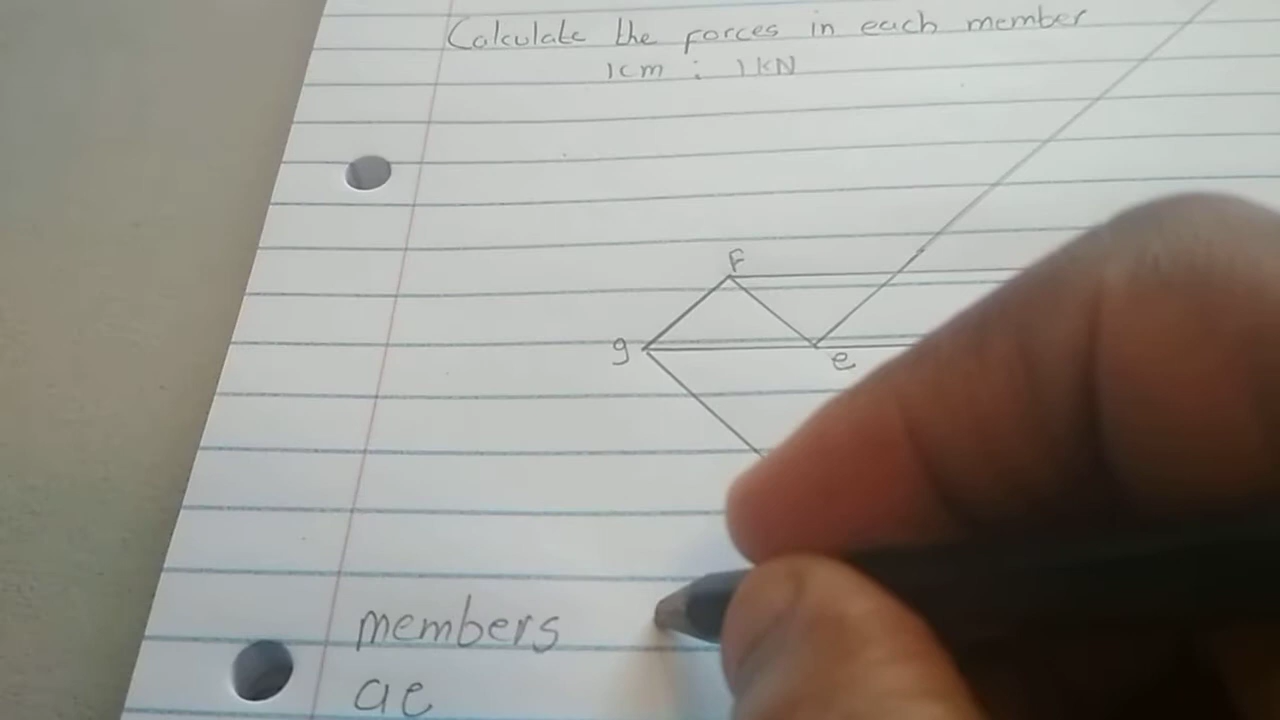 Calculate the forces in each member
1cm : 1KN
F
g
e
members
ae